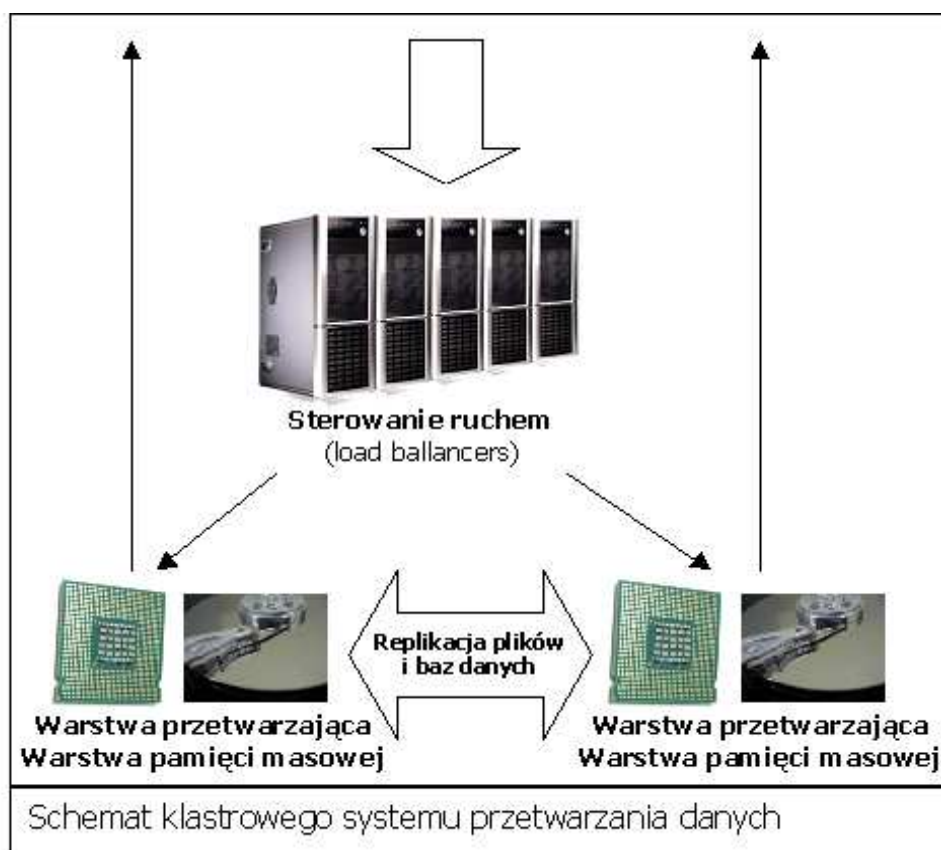 Sterowanie ruchem
(load ballancers)
Replikacja plików
i baz danych
Warstwa przetwarzająca
Warstwa pamięci masowej
Warstwa przetwarzająca
Warstwa pamięci masowej
Schemat klastrowego systemu przetwarzania danych